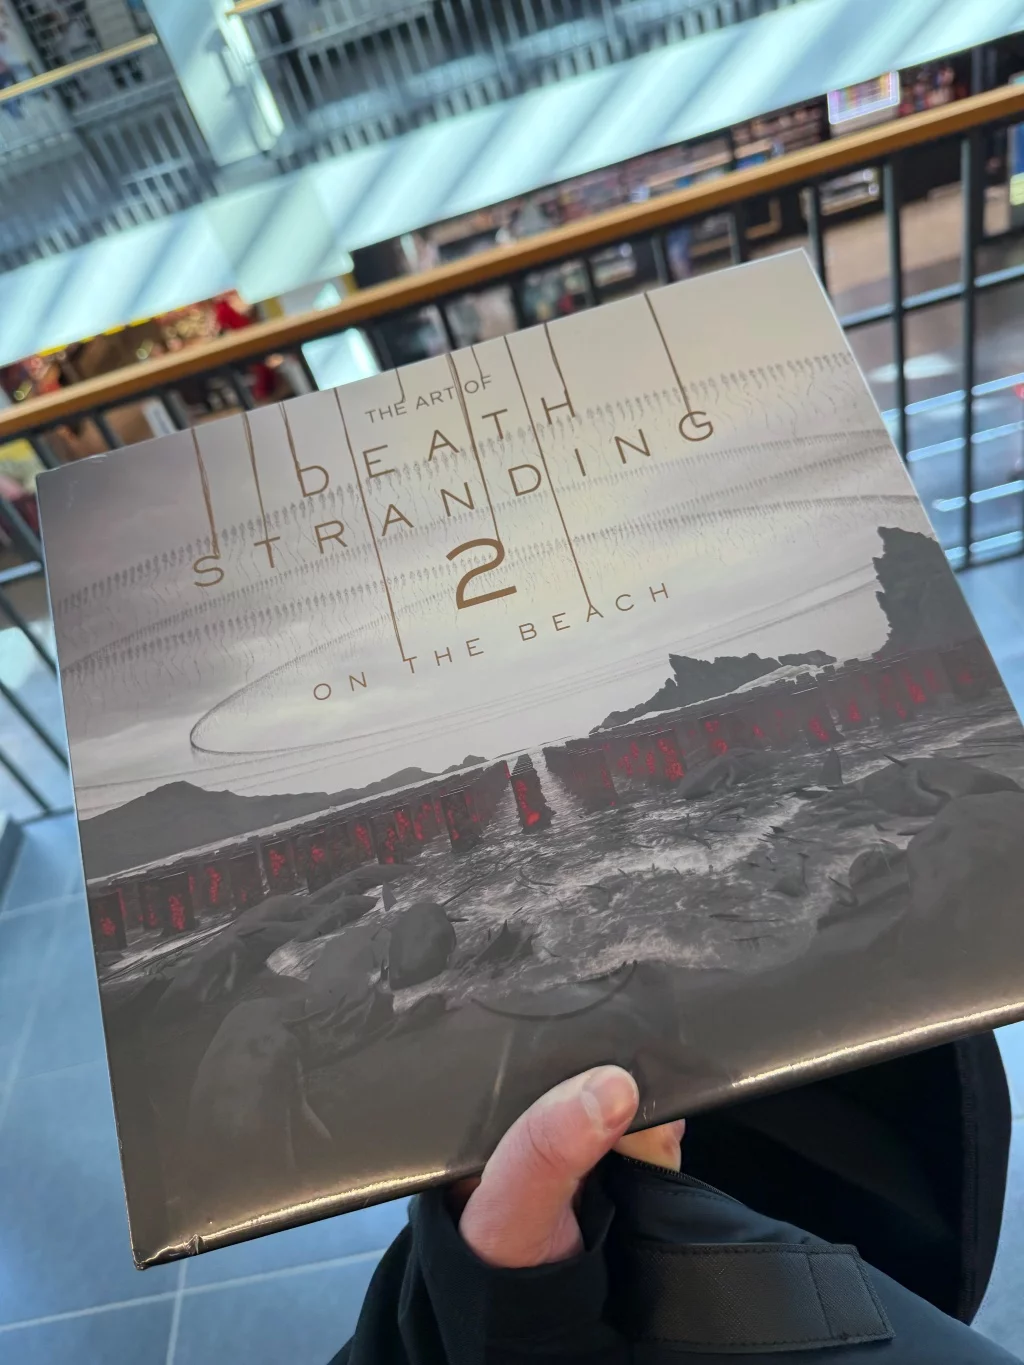 THE ART OF
DEATH
STRANDING
2
ON THE BEACH